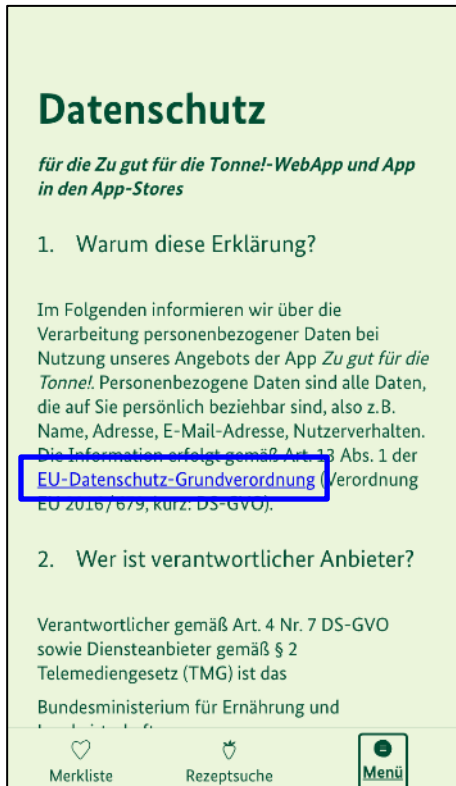 Datenschutz
für die Zu gut für die Tonne!-WebApp und App
in den App-Stores
1. Warum diese Erklärung?
Im Folgenden informieren wir über die
Verarbeitung personenbezogener Daten bei
Nutzung unseres Angebots der App Zu gut für die
Tonne!. Personenbezogene Daten sind alle Daten,
die auf Sie persönlich beziehbar sind, also z.B.
Name, Adresse, E-Mail-Adresse, Nutzerverhalten.
Die Information erfolgt gemäß Art. 13 Abs. 1 der
EU-Datenschutz-Grundverordnung (Verordnung
EU 2016/679, kurz: DS-GVO).
2. Wer ist verantwortlicher Anbieter?
Verantwortlicher gemäß Art. 4 Nr. 7 DS-GVO
sowie Diensteanbieter gemäß § 2
Telemediengesetz (TMG) ist das
Bundesministerium für Ernährung und
Merkliste Rezeptsuche Menü